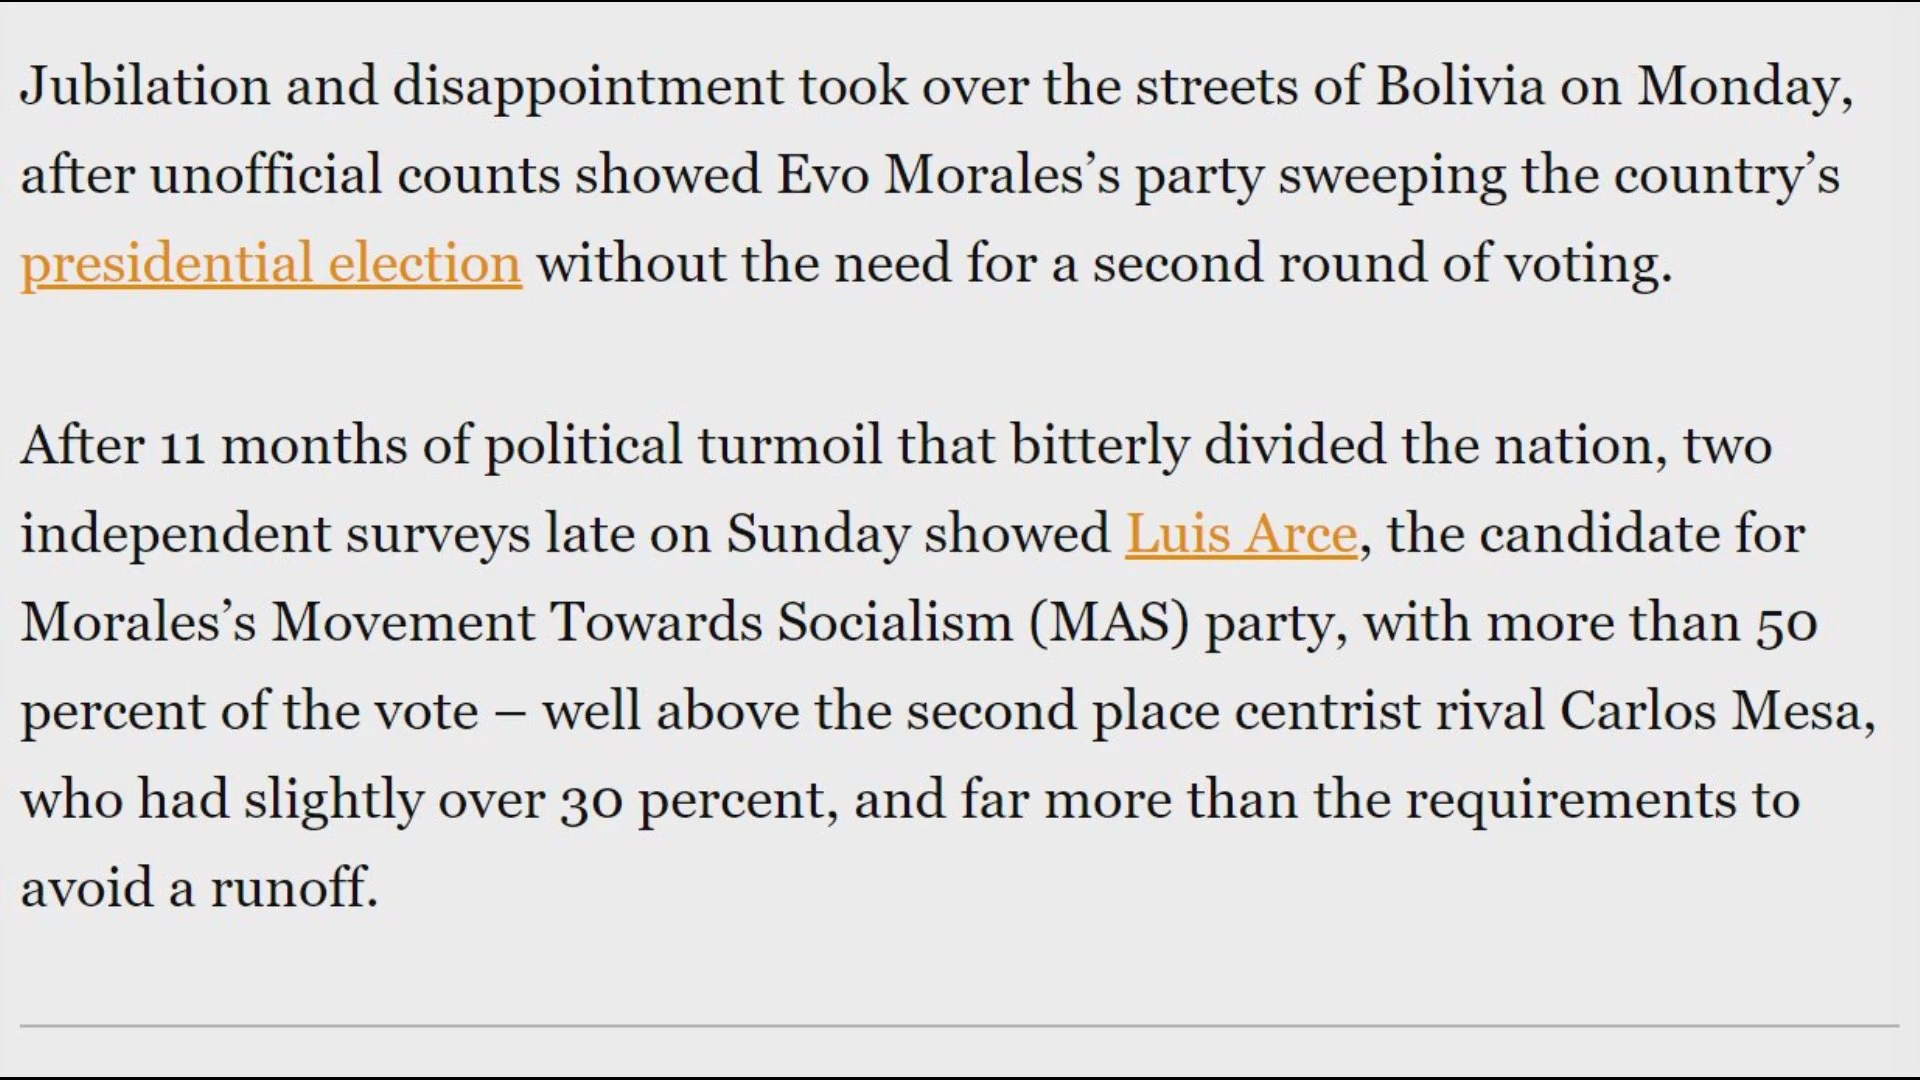 Jubilation and disappointment took over the streets of Bolivia on Monday,
after unofficial counts showed Evo Morales’s party sweeping the country’s
presidential election without the need for a second round of voting.
After 11 months of political turmoil that bitterly divided the nation, two
independent surveys late on Sunday showed Luis Arce, the candidate for
Morales’s Movement Towards Socialism (MAS) party, with more than 50
percent of the vote – well above the second place centrist rival Carlos Mesa,
who had slightly over 30 percent, and far more than the requirements to
avoid a runoff.